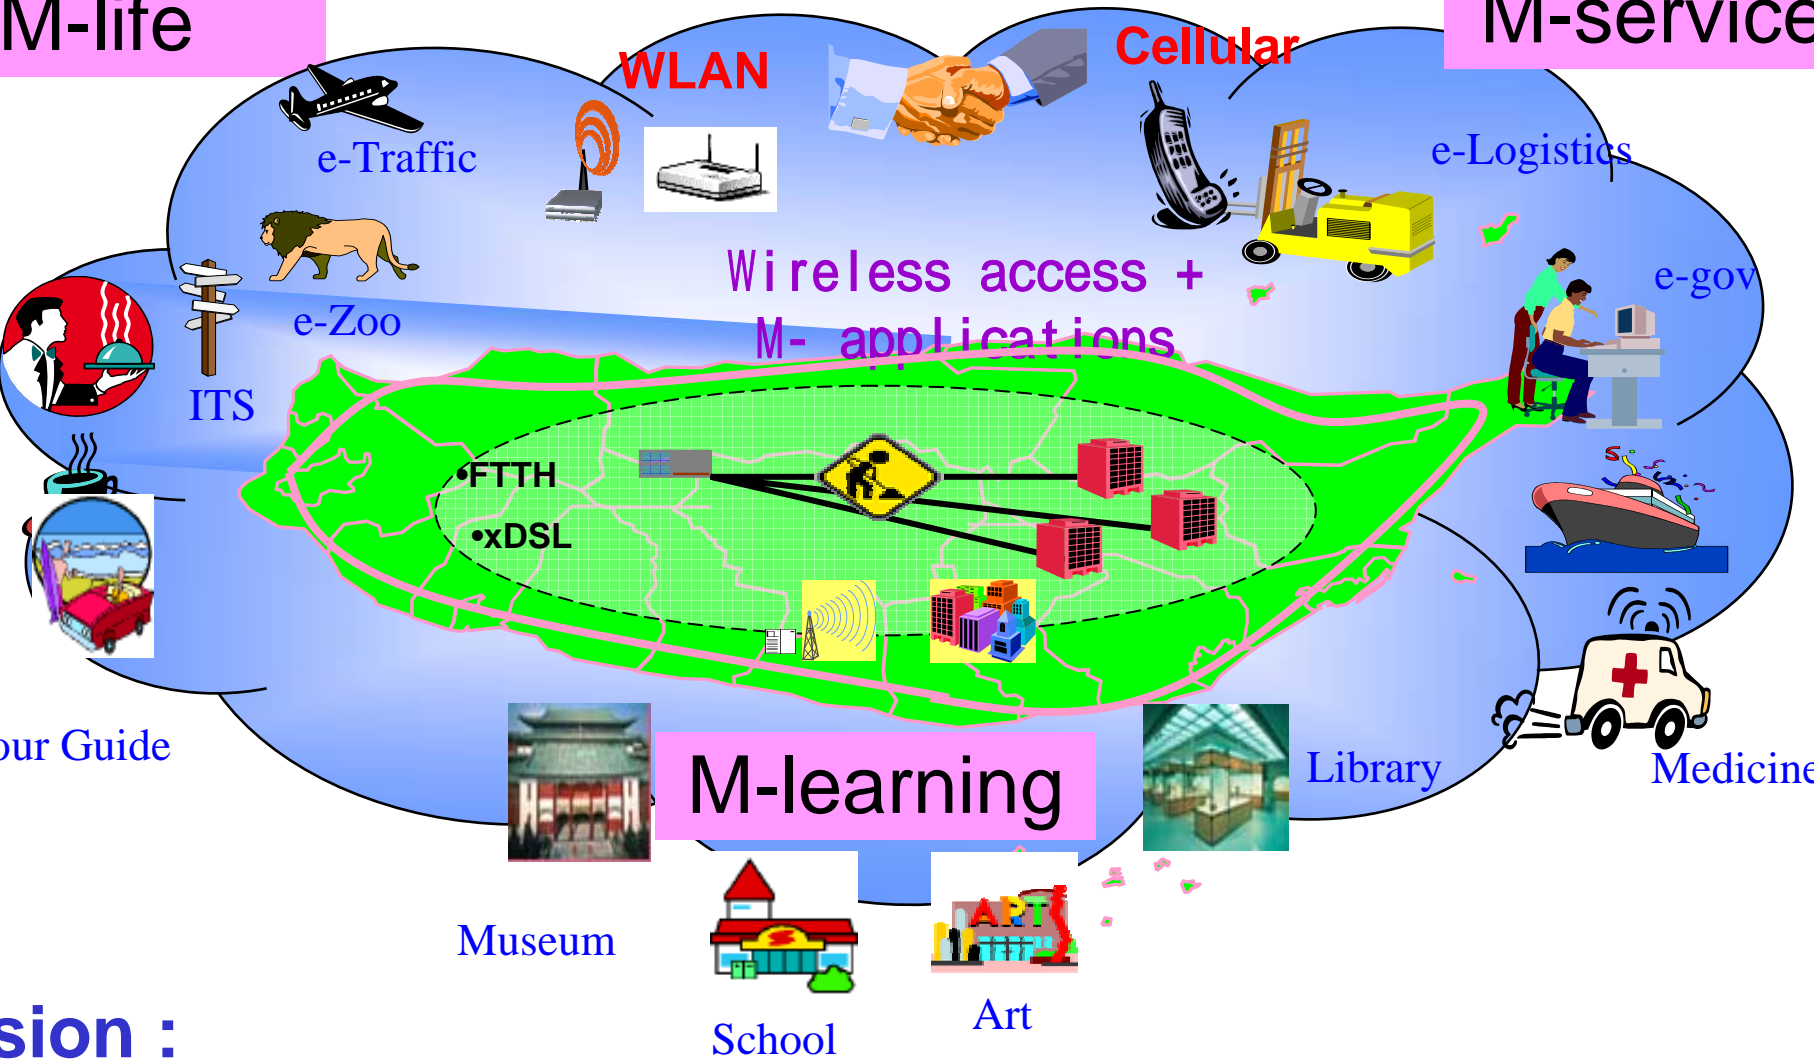 M-life
M-service
WLAN
Cellular
e-Traffic
e-Logistics
Wireless access +
M- applications
e-gov
e-Zoo
ITS
•FTTH
•xDSL
our Guide
M-learning
Library
Medicine
ART
Museum
Art
School
sion :